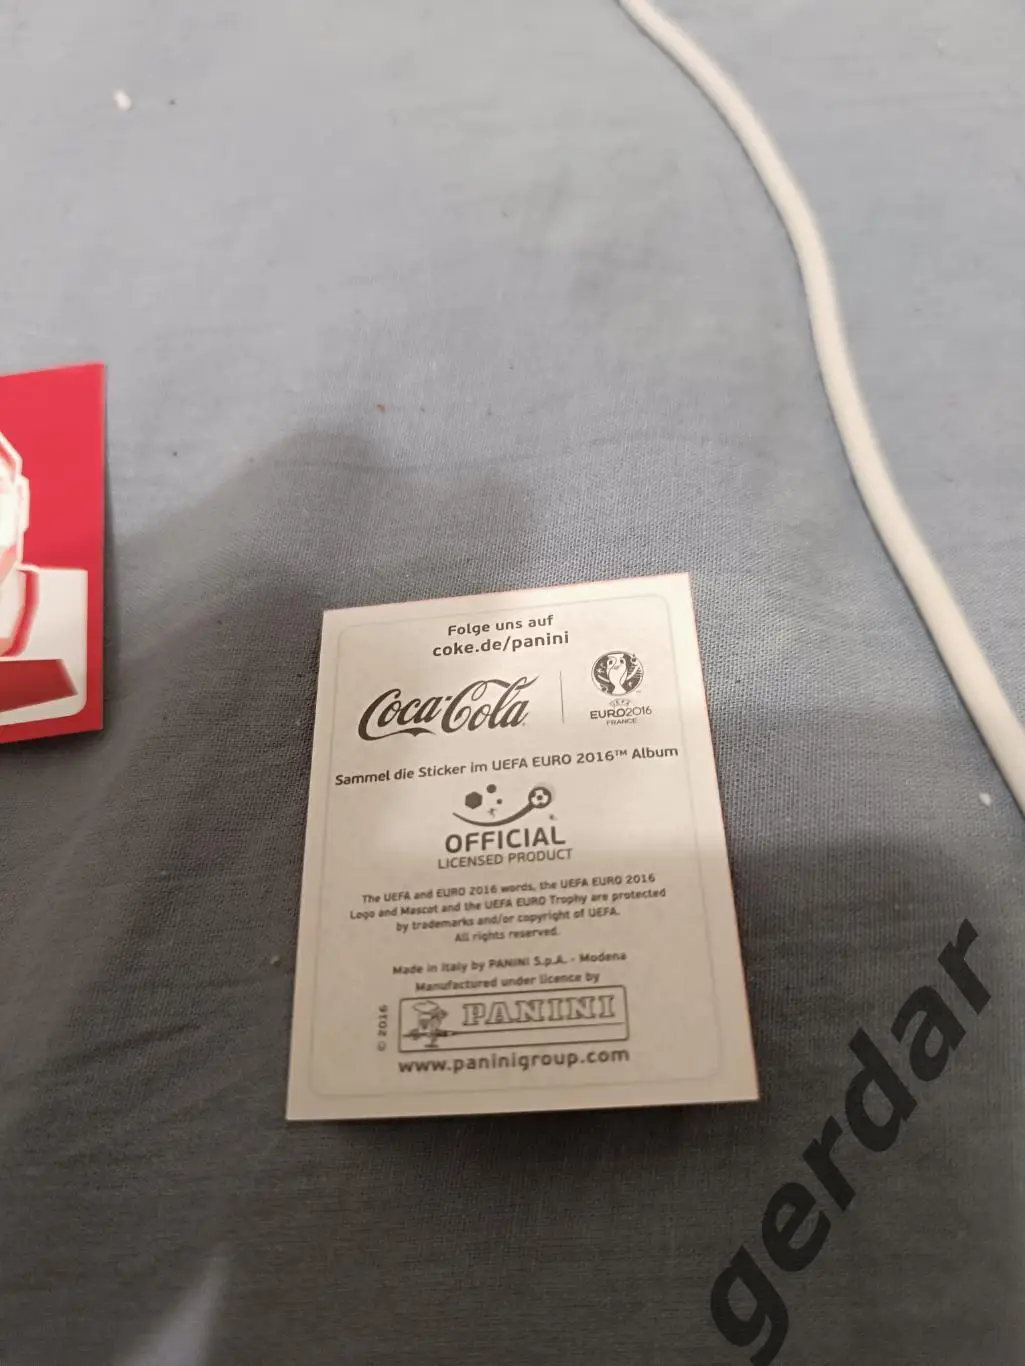 Folge uns auf
coke.de/panini
Coca-Cola
UEFA
EURO2016
FRANCE
Sammel die Sticker im UEFA EURO 2016™ Album
OFFICIAL
LICENSED PRODUCT
The UEFA and EURO 2016 words, the UEFA EURO 2016
Logo and Mascot and the UEFA EURO Trophy are protected
by trademarks and/or copyright of UEFA.
All rights reserved.
Made in Italy by PANINI S.p.A. - Modena
Manufactured under licence by
© 2016
PANINI
www.paninigroup.com
gerdar